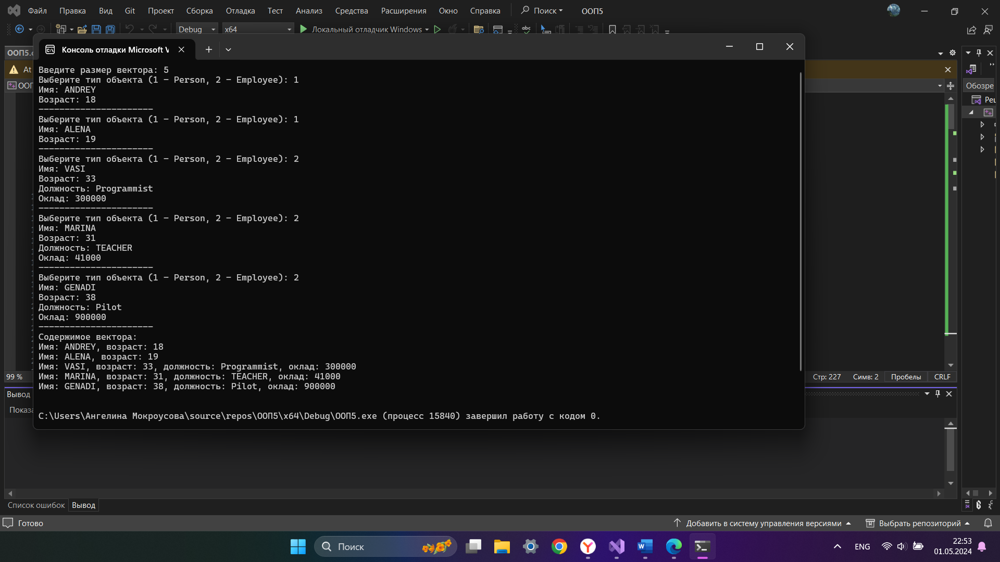 Файл Правка Вид Git Проект Сборка Отладка Тест Анализ Средства Расширения Окно Справка Поиск ООП5
Debug x64 Локальный отладчик Windows abc
ООП5.
Консоль отладки Microsoft V
At
ООП
Обозре
Введите размер вектора: 5
Выберите тип объекта (1 - Person, 2 - Employee): 1
Имя: ANDREY
Возраст: 18
----------------------
Выберите тип объекта (1 - Person, 2 - Employee): 1
Имя: ALENA
Возраст: 19
----------------------
Выберите тип объекта (1 - Person, 2 - Employee): 2
Имя: VASI
Возраст: 33
Должность: Programmist
Оклад: 300000
----------------------
Выберите тип объекта (1 - Person, 2 - Employee): 2
Имя: MARINA
Возраст: 31
Должность: TEACHER
Оклад: 41000
----------------------
Выберите тип объекта (1 - Person, 2 - Employee): 2
Имя: GENADI
Возраст: 38
Должность: Pilot
Оклад: 900000
----------------------
Содержимое вектора:
Имя: ANDREY, возраст: 18
Имя: ALENA, возраст: 19
Имя: VASI, возраст: 33, должность: Programmist, оклад: 300000
Имя: MARINA, возраст: 31, должность: TEACHER, оклад: 41000
Имя: GENADI, возраст: 38, должность: Pilot, оклад: 900000
C:\Users\Ангелина Мокроусова\source\repos\ООП5\x64\Debug\ООП5.exe (процесс 15840) завершил работу с кодом 0.
99 % Стр: 227 Симв: 2 Пробелы CRLF
Вывод
Показа
Список ошибок Вывод
Готово Добавить в систему управления версиями Выбрать репозиторий
Поиск ENG 22:53
01.05.2024